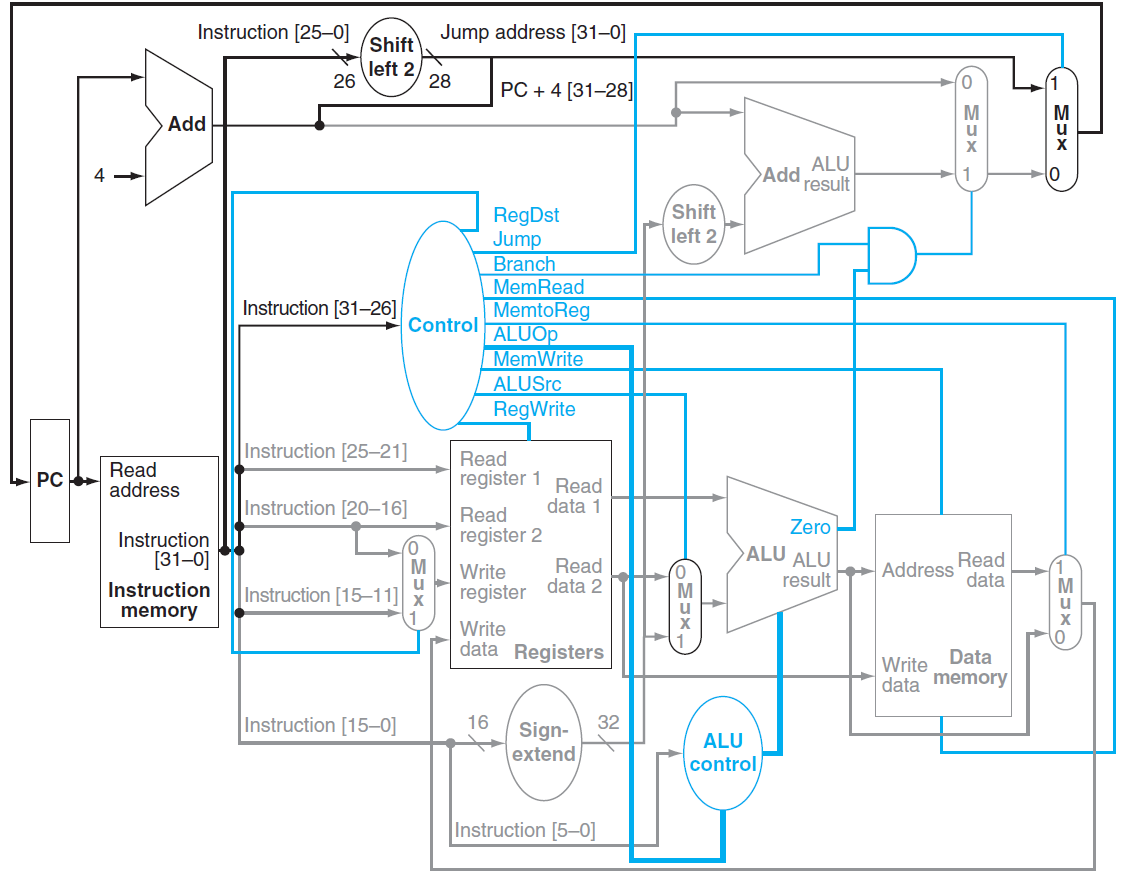 Instruction [25–0]
Shift
left 2
Jump address [31–0]
26
28
PC + 4 [31–28]
Add
4
0
M
u
x
1
1
M
u
x
0
Add
ALU
result
Shift
left 2
RegDst
Jump
Branch
MemRead
MemtoReg
ALUOp
MemWrite
ALUSrc
RegWrite
Instruction [31–26]
Control
PC
Read
address
Instruction
[31–0]
Instruction
memory
Instruction [25–21]
Instruction [20–16]
Instruction [15–11]
0
M
u
x
1
Read
register 1
Read
register 2
Write
register
Write
data
Read
data 1
Read
data 2
Registers
0
M
u
x
1
Zero
ALU
ALU
result
Address
Read
data
Write
data
Data
memory
1
M
u
x
0
Instruction [15–0]
16
Sign-
extend
32
ALU
control
Instruction [5–0]